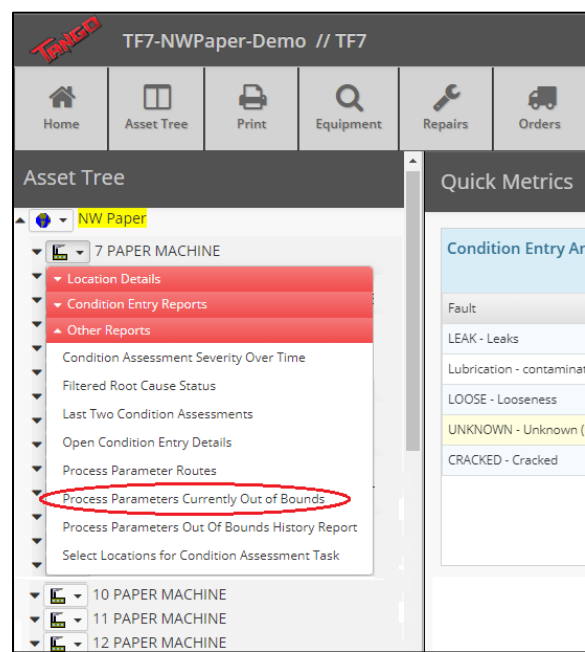 TANGO
TF7-NWPaper-Demo // TF7
Home
Asset Tree
Print
Equipment
Repairs
Orders
Asset Tree
NW Paper
7 PAPER MACHINE
Location Details
Condition Entry Reports
Other Reports
Condition Assessment Severity Over Time
Filtered Root Cause Status
Last Two Condition Assessments
Open Condition Entry Details
Process Parameter Routes
Process Parameters Currently Out of Bounds
Process Parameters Out Of Bounds History Report
Select Locations for Condition Assessment Task
10 PAPER MACHINE
11 PAPER MACHINE
12 PAPER MACHINE
Quick Metrics
Condition Entry Ar
Fault
LEAK - Leaks
Lubrication - contaminat
LOOSE - Looseness
UNKNOWN - Unknown (
CRACKED - Cracked